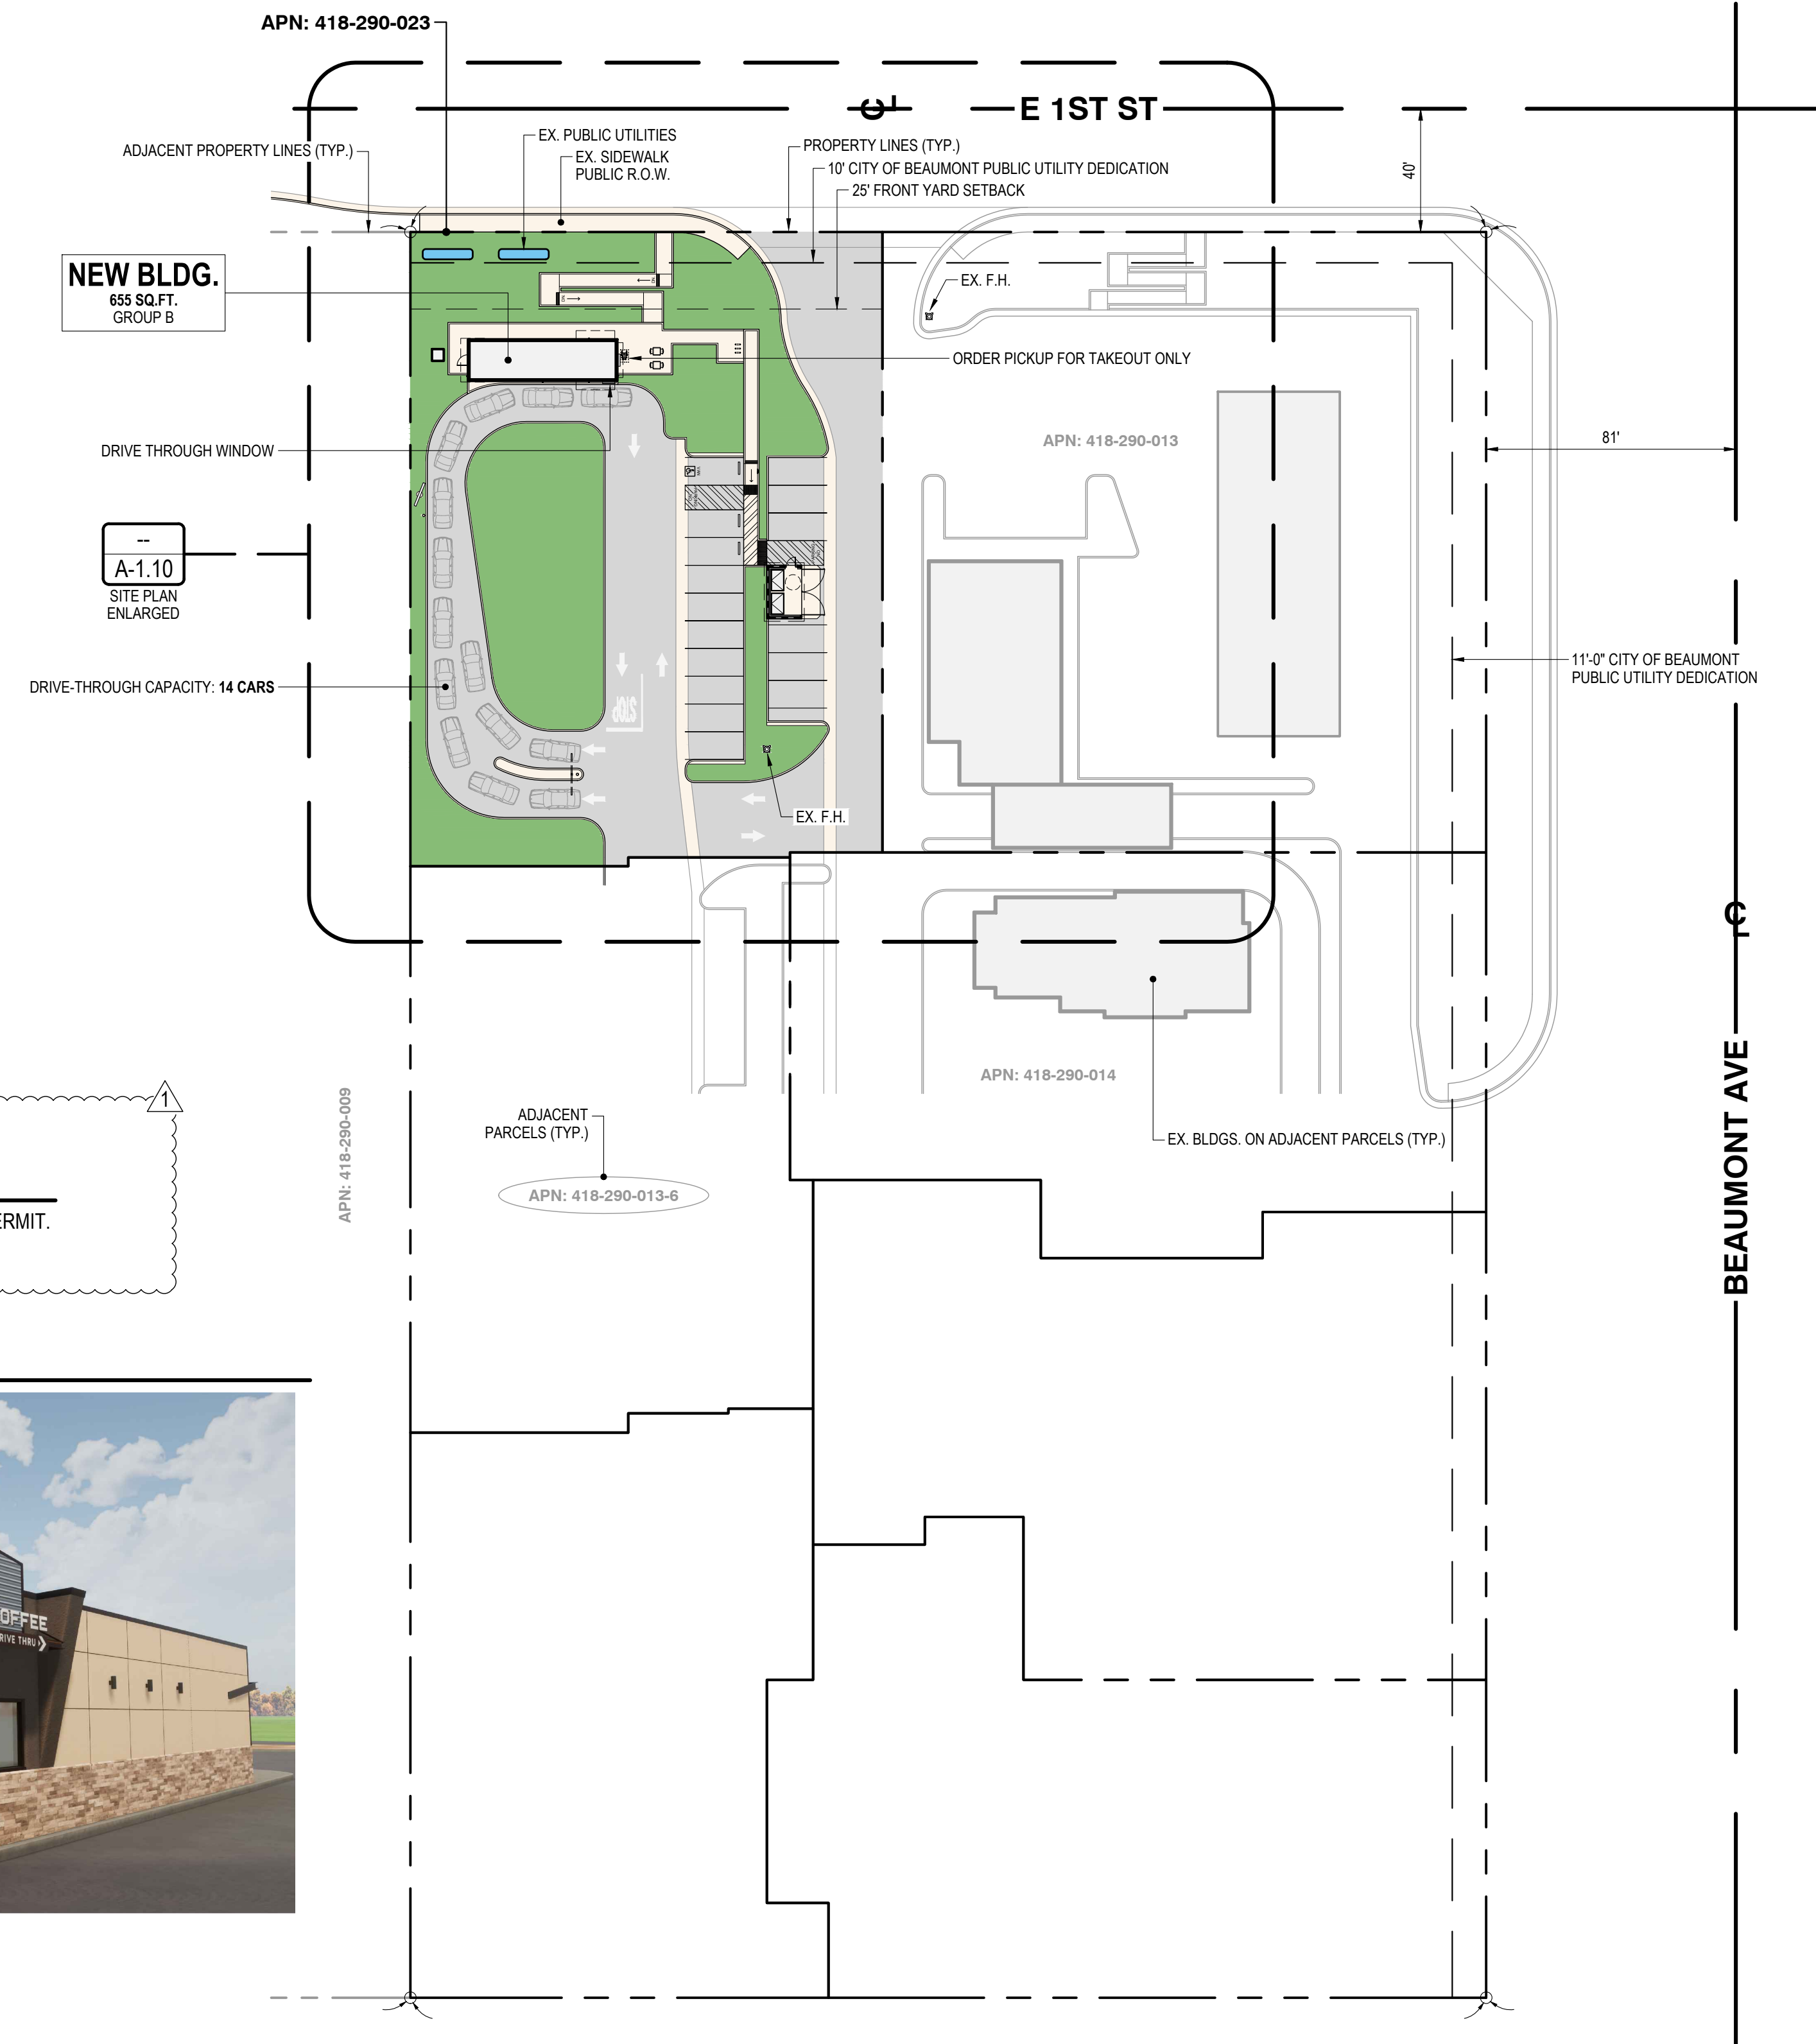 APN: 418-290-023
E 1ST ST
CL
EX. PUBLIC UTILITIES
ADJACENT PROPERTY LINES (TYP.)
EX. SIDEWALK
PUBLIC R.O.W.
PROPERTY LINES (TYP.)
10' CITY OF BEAUMONT PUBLIC UTILITY DEDICATION
25' FRONT YARD SETBACK
40'
NEW BLDG.
655 SQ.FT.
GROUP B
EX. F.H.
ORDER PICKUP FOR TAKEOUT ONLY
APN: 418-290-013
81'
DRIVE THROUGH WINDOW
--
A-1.10
SITE PLAN
ENLARGED
11'-0" CITY OF BEAUMONT
PUBLIC UTILITY DEDICATION
DRIVE-THROUGH CAPACITY: 14 CARS
STOP
EX. F.H.
CL
BEAUMONT AVE
APN: 418-290-014
1
APN: 418-290-009
ADJACENT
PARCELS (TYP.)
EX. BLDGS. ON ADJACENT PARCELS (TYP.)
APN: 418-290-013-6
ERMIT.
OFFEE
RIVE THRU